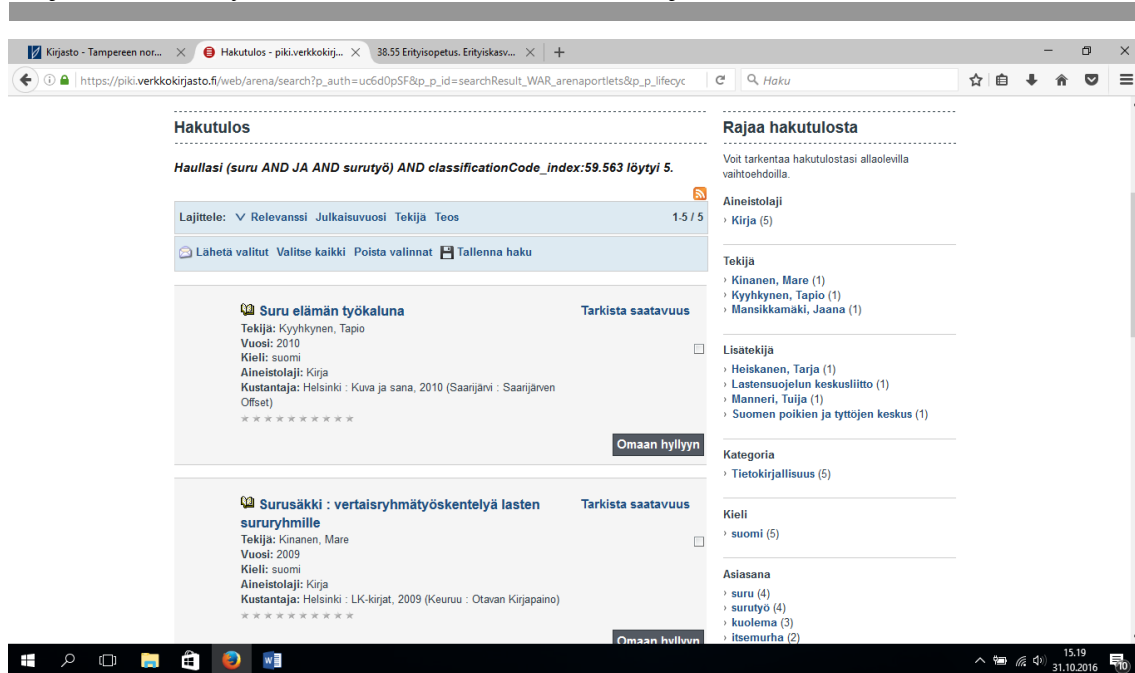 Kirjasto - Tampereen nor...
Hakutulos - piki.verkkokirj...
38.55 Erityisopetus. Erityiskasv...
https://piki.verkkokirjasto.fi/web/arena/search?p_auth=uc6d0pSF&p_p_id=searchResult_WAR_arenaportlets&p_p_lifecyc
Haku
Hakutulos
Haullasi (suru AND JA AND surutyö) AND classificationCode_index:59.563 löytyi 5.
Lajittele: Relevanssi Julkaisuvuosi Tekijä Teos 1-5 / 5
Lähetä valitut Valitse kaikki Poista valinnat Tallenna haku
Suru elämän työkaluna
Tarkista saatavuus
Tekijä: Kyyhkynen, Tapio
Vuosi: 2010
Kieli: suomi
Aineistolaji: Kirja
Kustantaja: Helsinki : Kuva ja sana, 2010 (Saarijärvi : Saarijärven
Offset)
Omaan hyllyyn
Surusäkki : vertaisryhmätyöskentelyä lasten
sururyhmille
Tarkista saatavuus
Tekijä: Kinanen, Mare
Vuosi: 2009
Kieli: suomi
Aineistolaji: Kirja
Kustantaja: Helsinki : LK-kirjat, 2009 (Keuruu : Otavan Kirjapaino)
Omaan hyllyyn
Rajaa hakutulosta
Voit tarkentaa hakutulostasi allaolevilla
vaihtoehdoilla.
Aineistolaji
› Kirja (5)
Tekijä
› Kinanen, Mare (1)
› Kyyhkynen, Tapio (1)
› Mansikkamäki, Jaana (1)
Lisätekijä
› Heiskanen, Tarja (1)
› Lastensuojelun keskusliitto (1)
› Manneri, Tuija (1)
› Suomen poikien ja tyttöjen keskus (1)
Kategoria
› Tietokirjallisuus (5)
Kieli
› suomi (5)
Asiasana
› suru (4)
› surutyö (4)
› kuolema (3)
› itsemurha (2)
15.19
31.10.2016